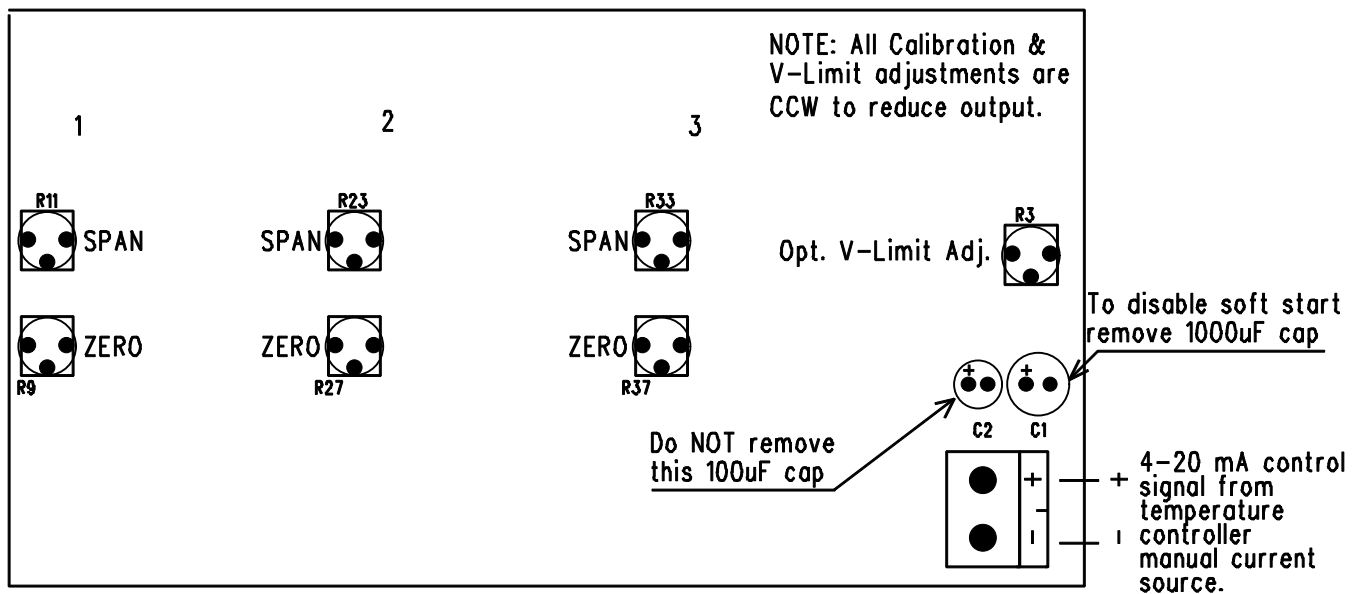 NOTE: All Calibration &
V-Limit adjustments are
CCW to reduce output.
1
2
3
R11
SPAN
R23
SPAN
R33
SPAN
R3
Opt. V-Limit Adj.
To disable soft start
remove 1000uF cap
R9
ZERO
R27
ZERO
R37
ZERO
+
+
C2
C1
Do NOT remove
this 100uF cap
+
-
+
-
4-20 mA control
signal from
temperature
controller
manual current
source.